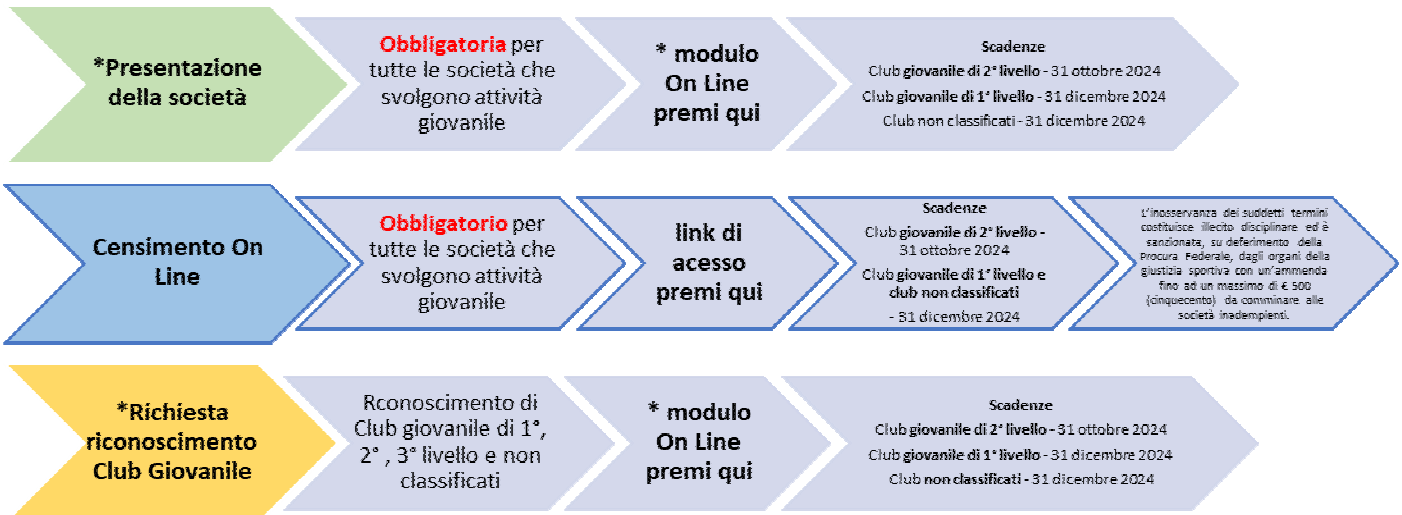 *Presentazione
della società
Obbligatoria per
tutte le società che
svolgono attività
giovanile
* modulo
On Line
premi qui
Scadenze
Club giovanile di 2° livello - 31 ottobre 2024
Club giovanile di 1° livello - 31 dicembre 2024
Club non classificati - 31 dicembre 2024
Censimento On
Line
Obbligatorio per
tutte le società che
svolgono attività
giovanile
link di
acesso
premi qui
Scadenze
Club giovanile di 2° livello -
31 ottobre 2024
Club giovanile di 1° livello e
club non classificati
- 31 dicembre 2024
L'inosservanza dei suddetti termini
costituisce illecito disciplinare ed è
sanzionata, su deferimento della
Procura Federale, dagli organi della
giustizia sportiva con un'ammenda
fino ad un massimo di € 500
(cinquecento) da comminare alle
società inadempienti.
*Richiesta
riconoscimento
Club Giovanile
Rconoscimento di
Club giovanile di 1°,
2° , 3° livello e non
classificati
* modulo
On Line
premi qui
Scadenze
Club giovanile di 2° livello - 31 ottobre 2024
Club giovanile di 1° livello - 31 dicembre 2024
Club non classificati - 31 dicembre 2024